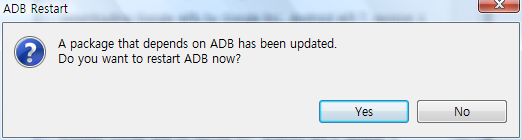 ADB Restart
A package that depends on ADB has been updated.
Do you want to restart ADB now?
Yes
No